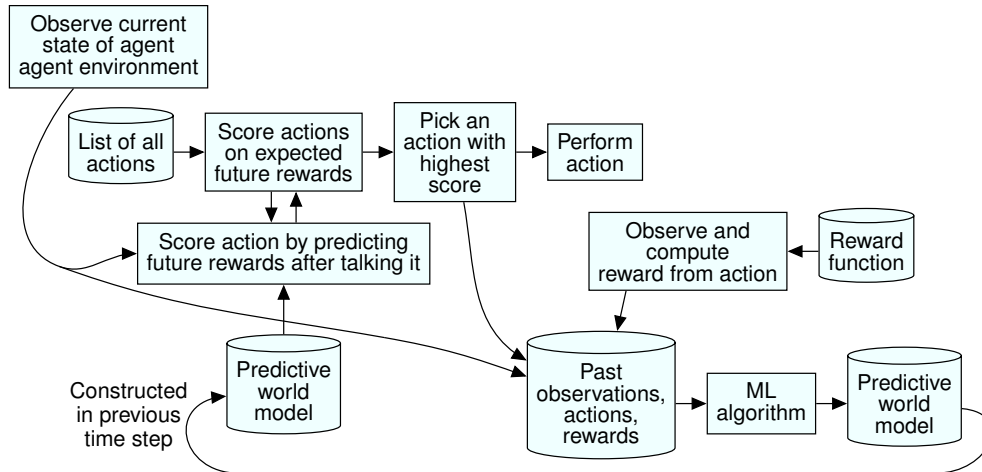 Observe current
state of agent
agent environment
List of all
actions
Score actions
on expected
future rewards
Pick an
action with
highest
score
Perform
action
Score action by predicting
future rewards after talking it
Observe and
compute
reward from action
Reward
function
Constructed
in previous
time step
Predictive
world
model
Past
observations,
actions,
rewards
ML
algorithm
Predictive
world
model